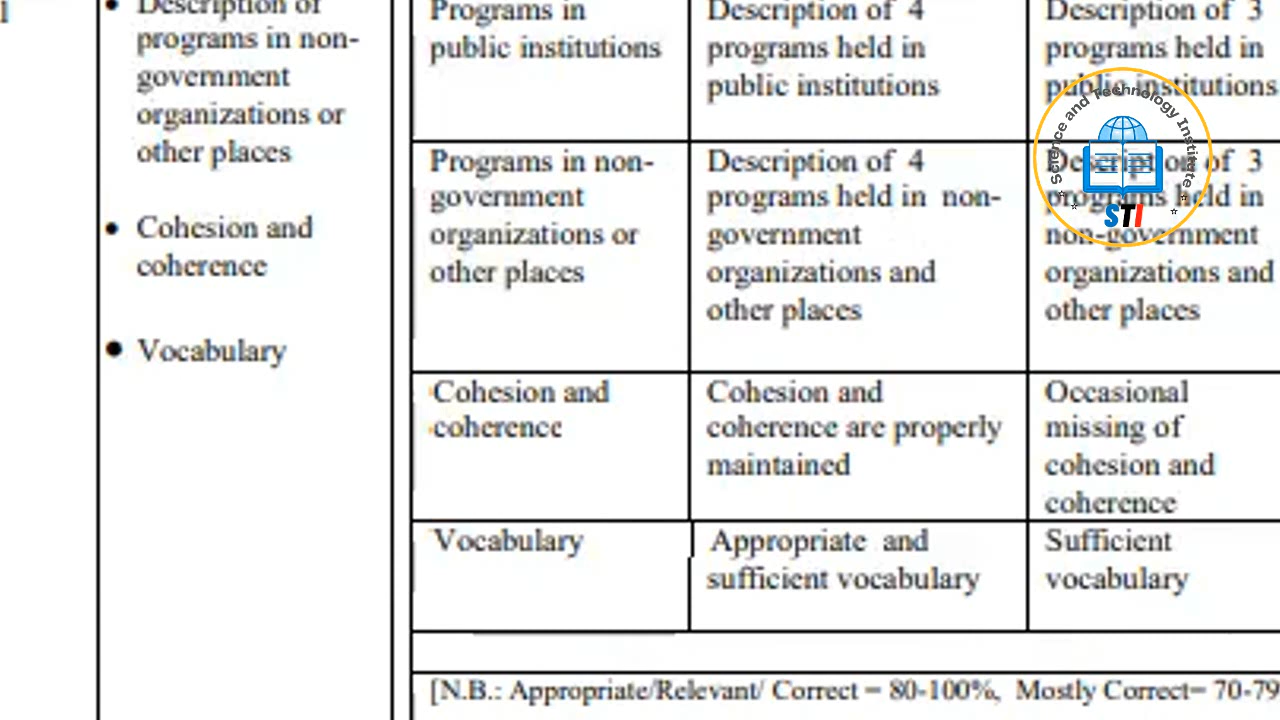 Description of
programs in non-
government
organizations or
other places
Cohesion and
coherence
Vocabulary
Programs in
public institutions
Description of 4
programs held in
public institutions
Description of 3
programs held in
public institutions
Programs in non-
government
organizations or
other places
Description of 4
programs held in non-
government
organizations and
other places
Description of 3
programs held in
non-government
organizations and
other places
Cohesion and
coherence
Cohesion and
coherence are properly
maintained
Occasional
missing of
cohesion and
coherence
Vocabulary
Appropriate and
sufficient vocabulary
Sufficient
vocabulary
[N.B.: Appropriate/Relevant/ Correct = 80-100%, Mostly Correct= 70-79
Science and Technology Institute
STI